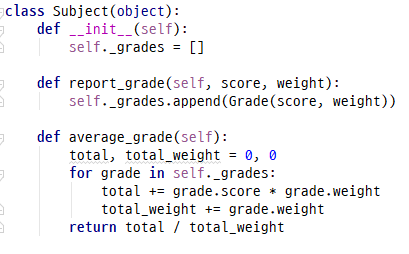 class Subject(object):
    def __init__(self):
        self._grades = []

    def report_grade(self, score, weight):
        self._grades.append(Grade(score, weight))

    def average_grade(self):
        total, total_weight = 0, 0
        for grade in self._grades:
            total += grade.score * grade.weight
            total_weight += grade.weight
        return total / total_weight